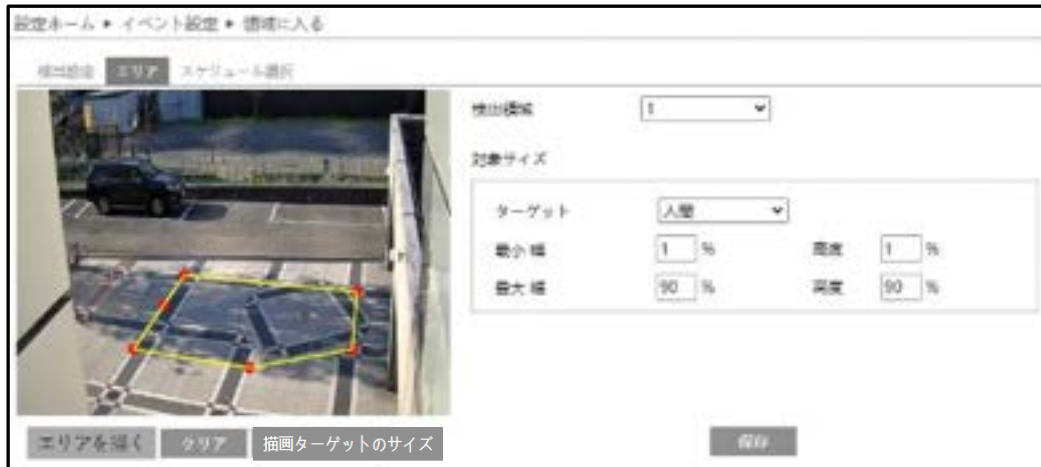 設定ホーム ▸ イベント設定 ▸ 領域に入る
検出設定 エリア スケジュール選択
検出領域 1
対象サイズ
ターゲット 人間
最小 幅 1 % 高度 1 %
最大 幅 90 % 高度 90 %
エリアを描く クリア 描画ターゲットのサイズ 保存